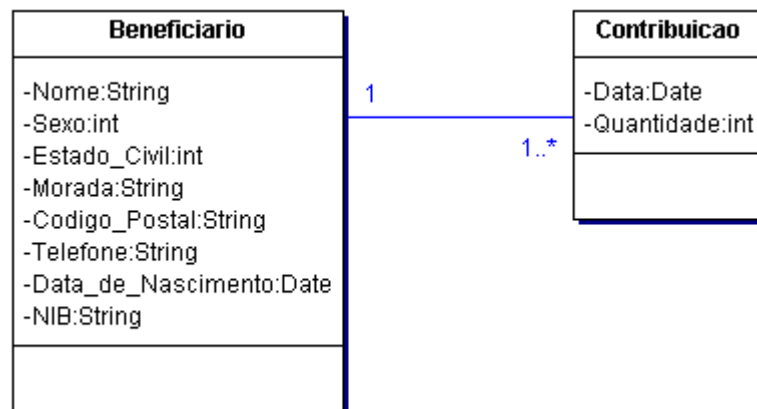 Beneficiario
-Nome:String
-Sexo:int
-Estado_Civil:int
-Morada:String
-Codigo_Postal:String
-Telefone:String
-Data_de_Nascimento:Date
-NIB:String
1
1..*
Contribuicao
-Data:Date
-Quantidade:int